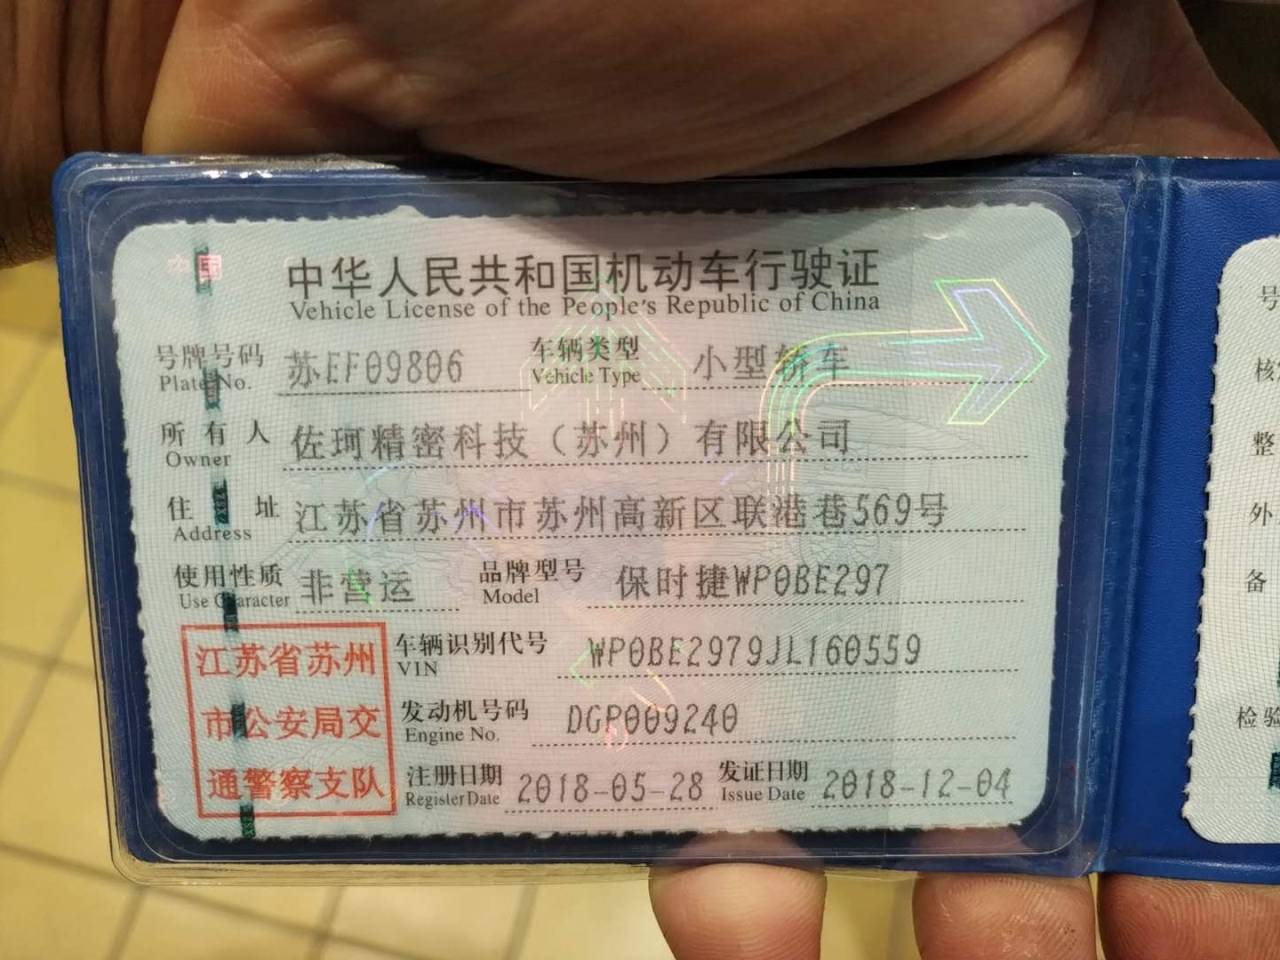 中国
中华人民共和国机动车行驶证
Vehicle License of the People's Republic of China
号牌号码 苏EF09806 车辆类型 小型轿车
Plate No. Vehicle Type
所有人 佐珂精密科技（苏州）有限公司
Owner
住址 江苏省苏州市苏州高新区联港巷569号
Address
使用性质 非营运 品牌型号 保时捷WP0BE297
Use Character Model
车辆识别代号 WP0BE2979JL160559
VIN
发动机号码 DGP009240
Engine No.
注册日期 2018-05-28 发证日期 2018-12-04
Register Date Issue Date
江苏省苏州
市公安局交
通警察支队
号
核
整
外
备
检验